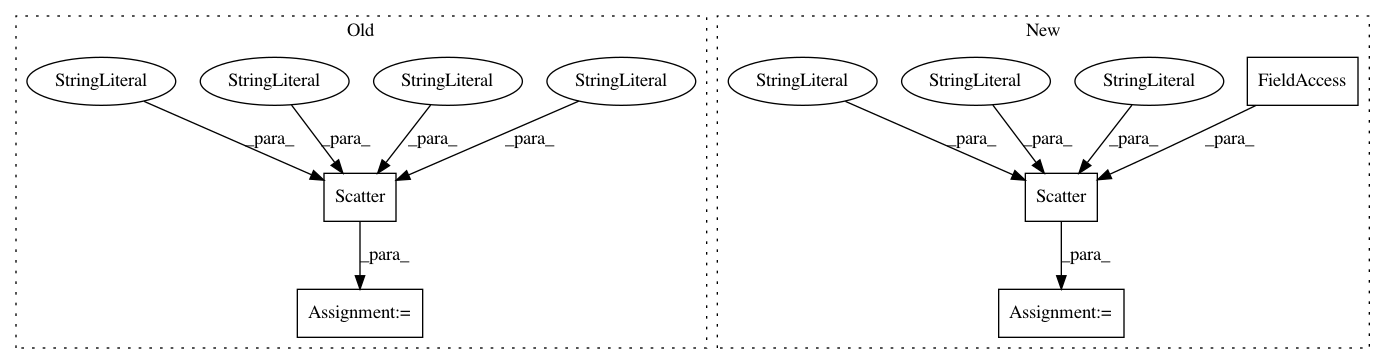 Old
New
StringLiteral StringLiteral StringLiteral StringLiteral
StringLiteral StringLiteral StringLiteral FieldAccess
_para_ _para_ _para_ _para_
_para_ _para_ _para_ _para_
Scatter
Scatter
_para_
_para_
Assignment:=
Assignment:=